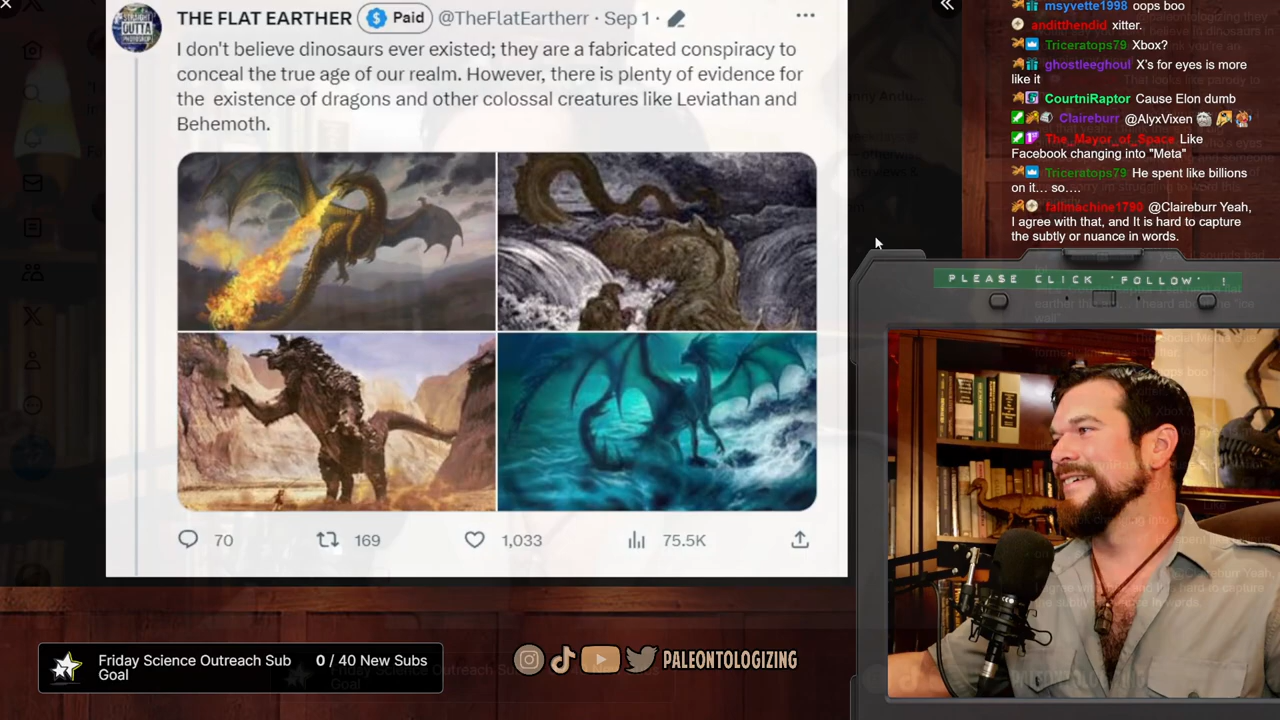 THE FLAT EARTHER Paid @TheFlatEartherr · Sep 1 ·
I don't believe dinosaurs ever existed; they are a fabricated conspiracy to
conceal the true age of our realm. However, there is plenty of evidence for
the existence of dragons and other colossal creatures like Leviathan and
Behemoth.
70 169 1,033 75.5K
msyvette1998 oops boo
anditthendid xitter.
Triceratops79 Xbox?
ghostleeghoul X's for eyes is more
like it
CourtniRaptor Cause Elon dumb
Claireburr @AlyxVixen
The_Mayor_of_Space Like
Facebook changing into "Meta"
Triceratops79 He spent like billions
on it... so....
fallmachine1790 @Claireburr Yeah,
I agree with that, and It is hard to capture
the subtly or nuance in words.
PLEASE CLICK 'FOLLOW' !
Friday Science Outreach Sub
Goal
0 / 40 New Subs
PALEONTOLOGIZING